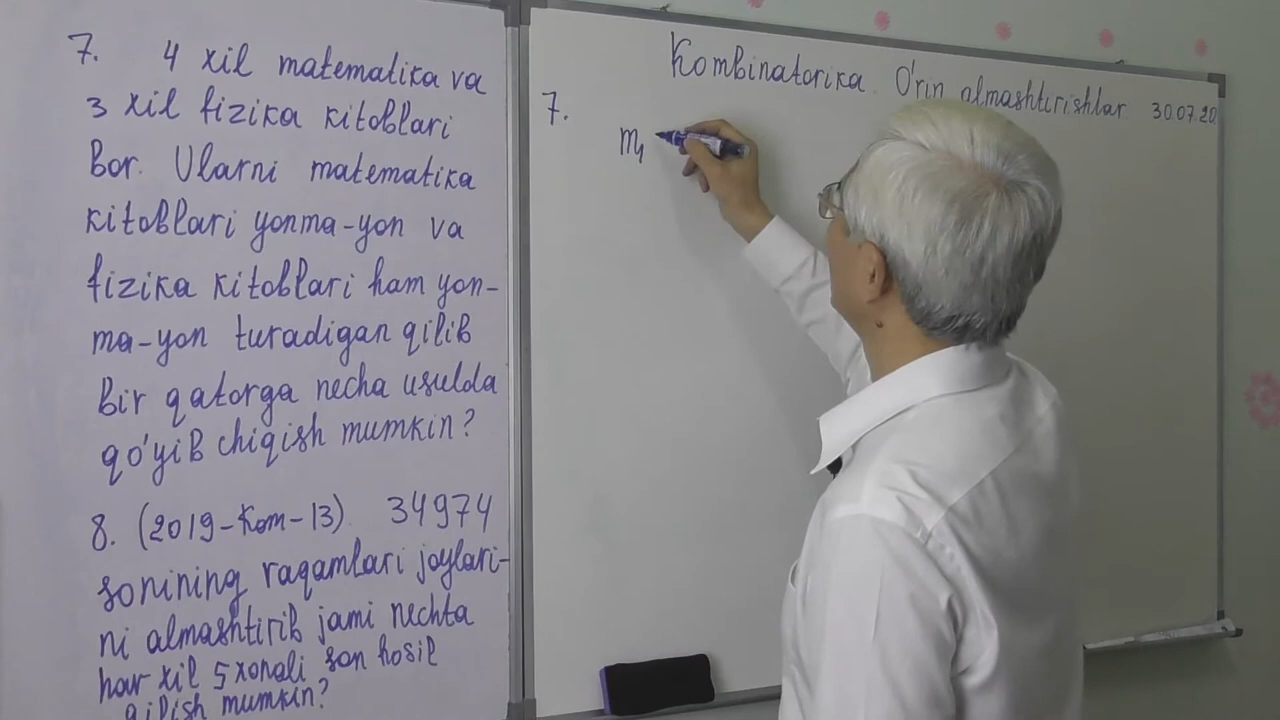 7. 4 xil matematika va
3 xil fizika kitoblari
bor. Ularni matematika
kitoblari yonma-yon va
fizika kitoblari ham yon-
ma-yon turadigan qilib
bir qatorga necha usulda
qo'yib chiqish mumkin?
8. (2019-Kom-13) 34974
sonining raqamlari joylari-
ni almashtirib jami nechta
har xil 5 xonali son hosil
qilish mumkin?
Kombinatorika. O'rin almashtirishlar 30.07.20.
7.
m₁